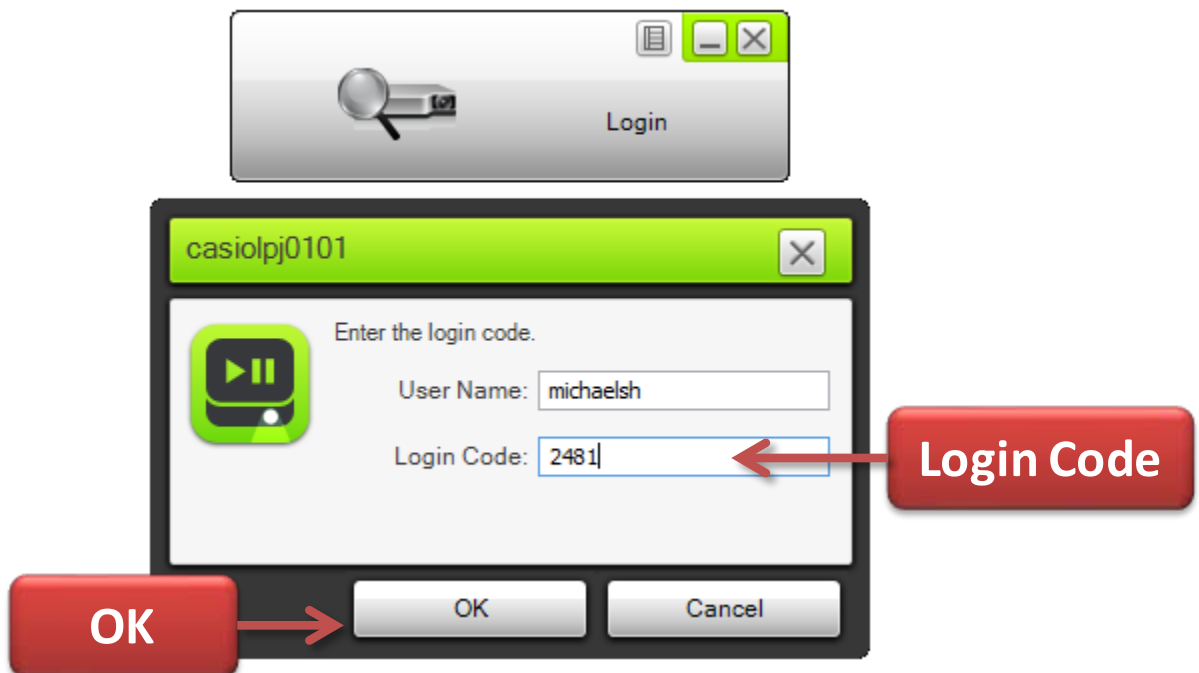 Login
casiolpj0101
Enter the login code.
User Name: michaelsh
Login Code: 2481
Login Code
OK Cancel
OK